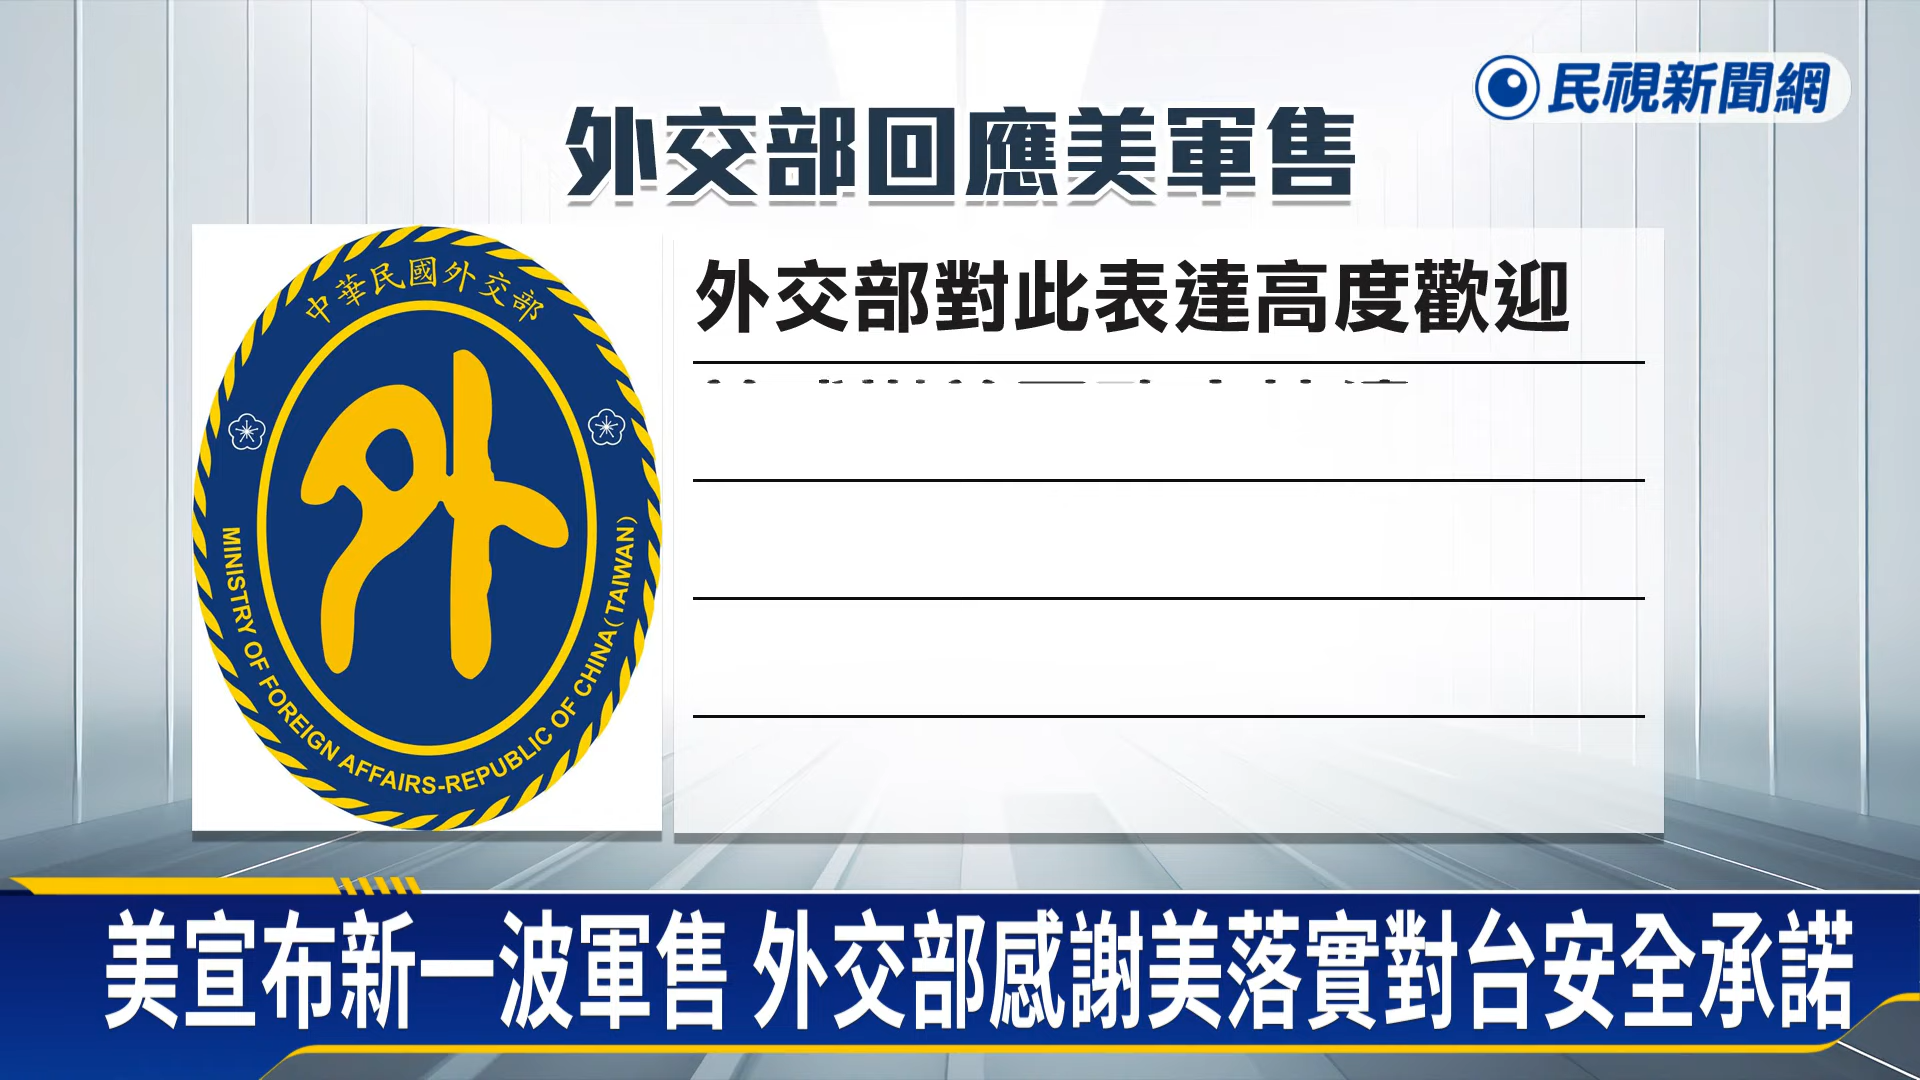 民視新聞網
外交部回應美軍售
中華民國外交部
外
MINISTRY OF FOREIGN AFFAIRS-REPUBLIC OF CHINA(TAIWAN)
外交部對此表達高度歡迎
美宣布新一波軍售 外交部感謝美落實對台安全承諾